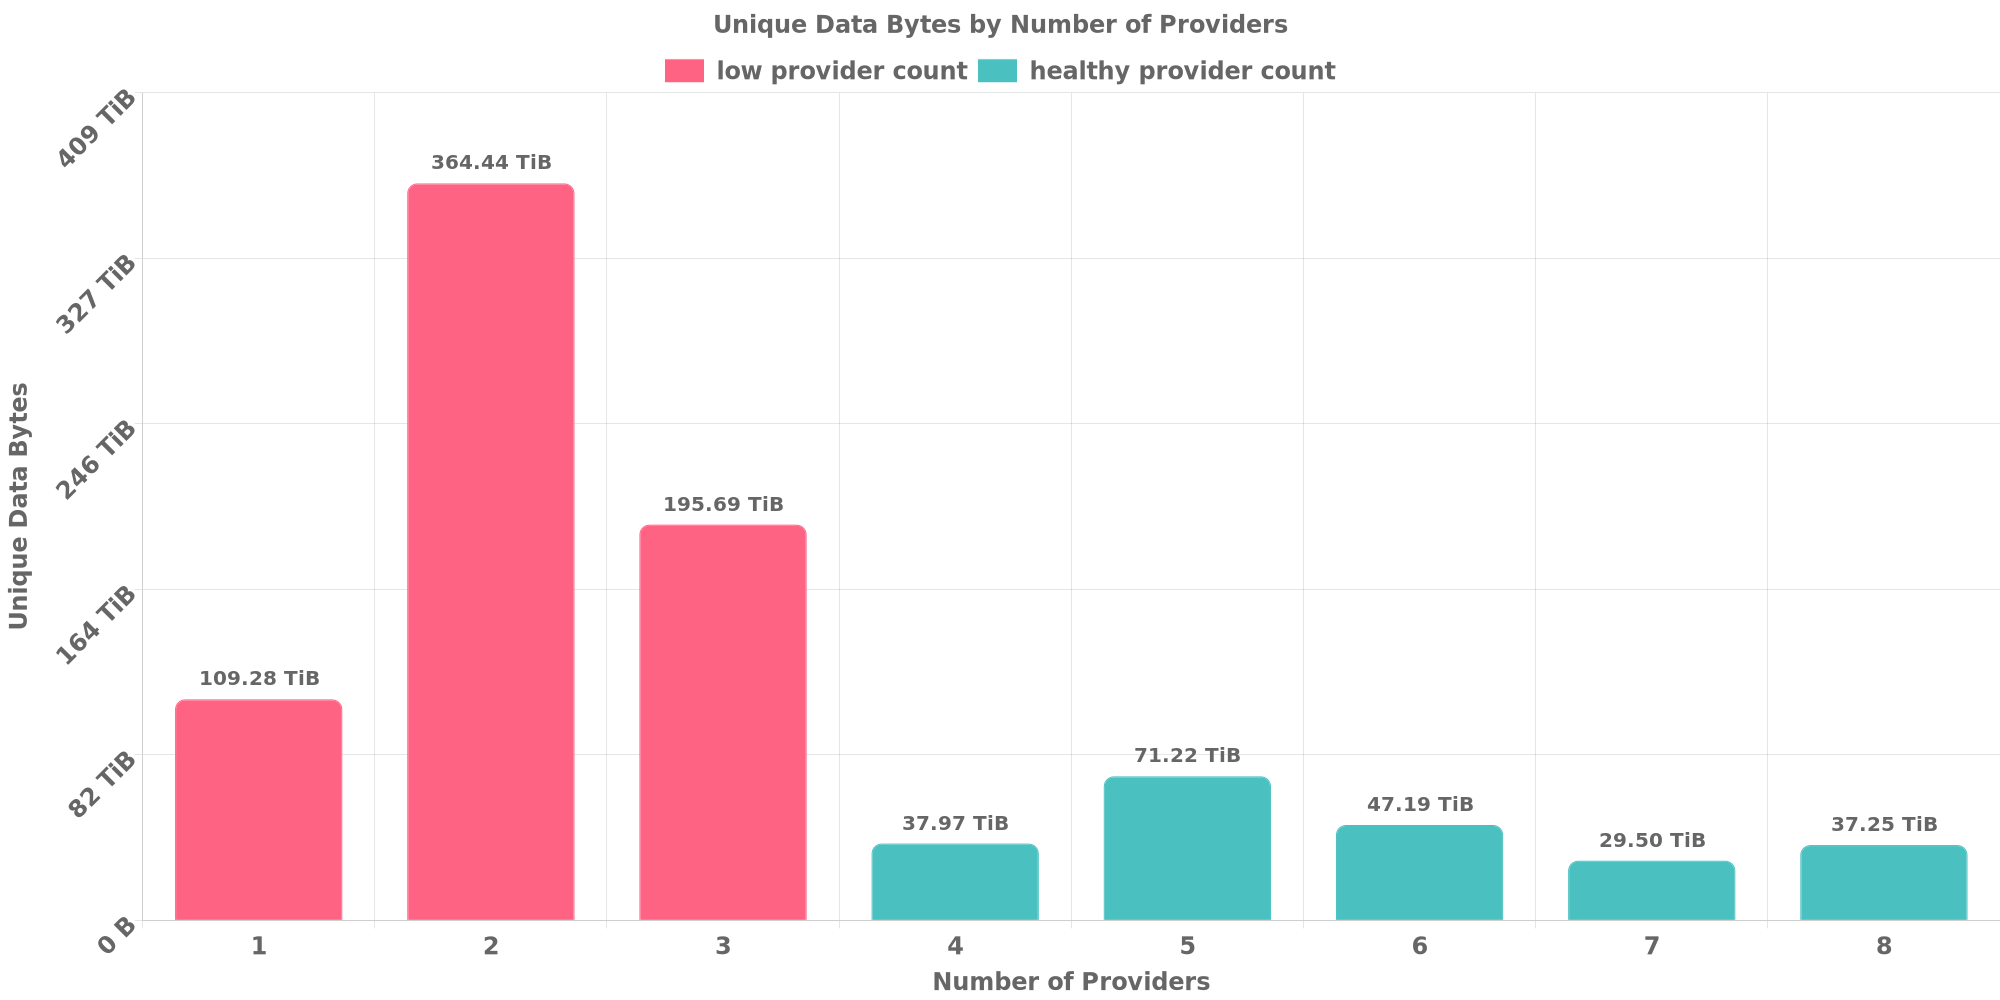 Unique Data Bytes by Number of Providers
low provider count healthy provider count
409 TiB
327 TiB
246 TiB
164 TiB
82 TiB
0 B
Unique Data Bytes
109.28 TiB
364.44 TiB
195.69 TiB
37.97 TiB
71.22 TiB
47.19 TiB
29.50 TiB
37.25 TiB
1 2 3 4 5 6 7 8
Number of Providers